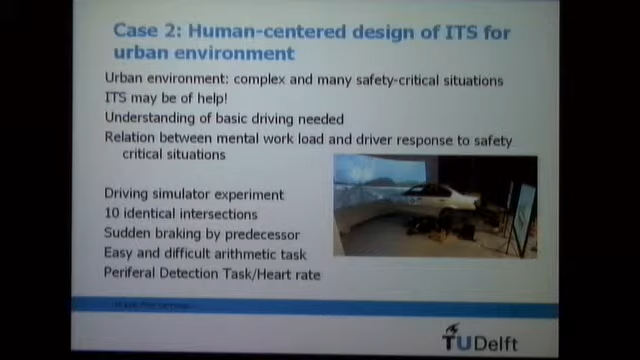 Case 2: Human-centered design of ITS for
urban environment
Urban environment: complex and many safety-critical situations
ITS may be of help!
Understanding of basic driving needed
Relation between mental work load and driver response to safety
critical situations
Driving simulator experiment
10 identical intersections
Sudden braking by predecessor
Easy and difficult arithmetic task
Periferal Detection Task/Heart rate
TU Delft